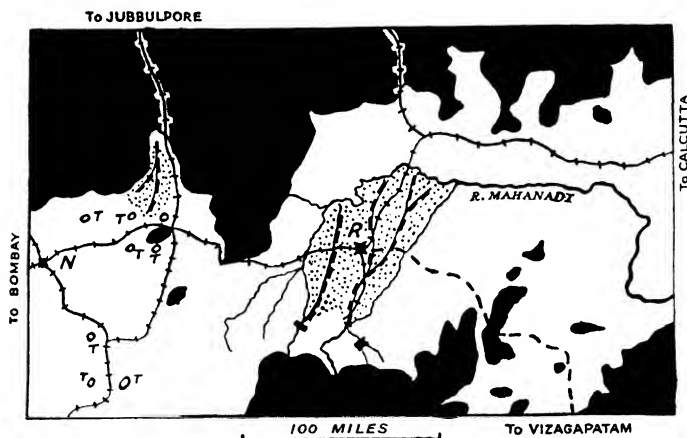 To JUBBULPORE
To CALCUTTA
R. MAHANADI
R
N
To BOMBAY
O T
T O
O
O T
O T
O T
T O
O T
100 MILES
To VIZAGAPATAM